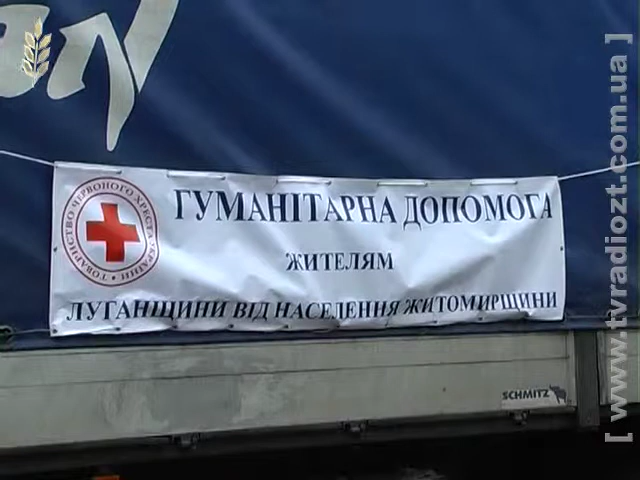 ГУМАНІТАРНА ДОПОМОГА
ЖИТЕЛЯМ
ЛУГАНЩИНИ ВІД НАСЕЛЕННЯ ЖИТОМИРЩИНИ
ТОВАРИСТВО ЧЕРВОНОГО ХРЕСТА УКРАЇНИ
SCHMITZ
[ www.tvradiozt.com.ua ]